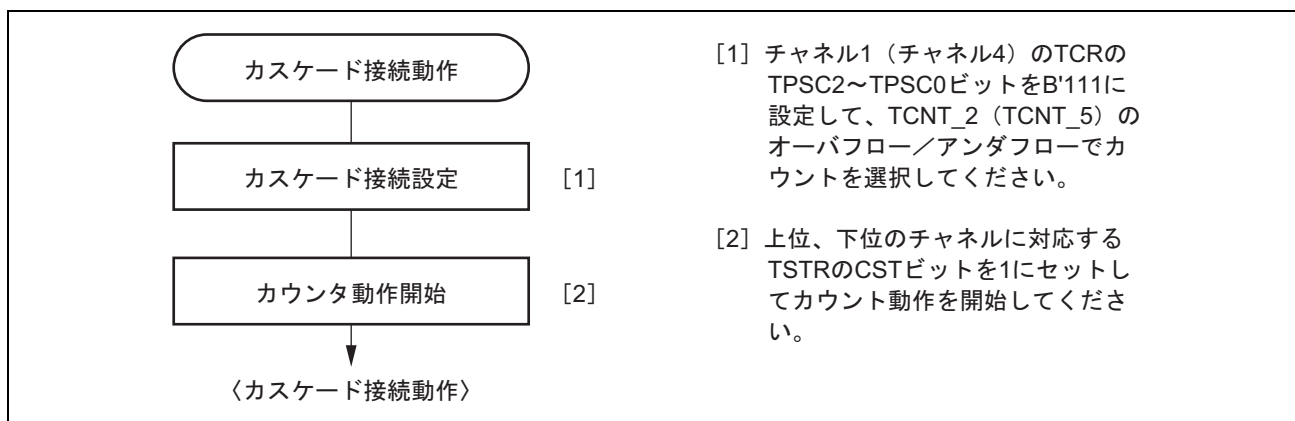 カスケード接続動作
カスケード接続設定 [1]
カウンタ動作開始 [2]
〈カスケード接続動作〉
[1] チャネル1（チャネル4）のTCRの
TPSC2～TPSC0ビットをB'111に
設定して、TCNT_2（TCNT_5）の
オーバフロー／アンダフローでカ
ウントを選択してください。
[2] 上位、下位のチャネルに対応する
TSTRのCSTビットを1にセットし
てカウント動作を開始してくださ
い。